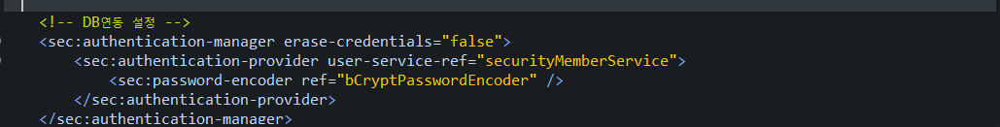 <!-- DB연동 설정 -->
<sec:authentication-manager erase-credentials="false">
<sec:authentication-provider user-service-ref="securityMemberService">
<sec:password-encoder ref="bCryptPasswordEncoder" />
</sec:authentication-provider>
</sec:authentication-manager>